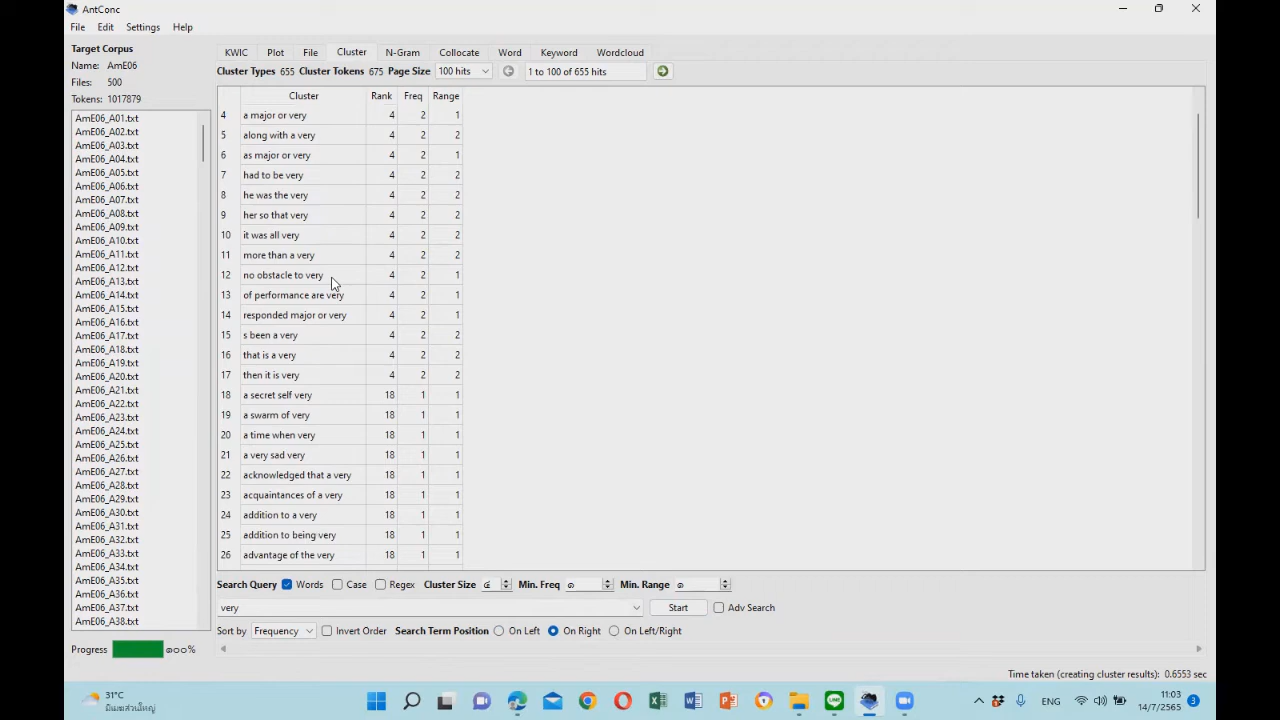 AntConc
File Edit Settings Help
Target Corpus
Name: AmE06
Files: 500
Tokens: 1017879
AmE06_A01.txt
AmE06_A02.txt
AmE06_A03.txt
AmE06_A04.txt
AmE06_A05.txt
AmE06_A06.txt
AmE06_A07.txt
AmE06_A08.txt
AmE06_A09.txt
AmE06_A10.txt
AmE06_A11.txt
AmE06_A12.txt
AmE06_A13.txt
AmE06_A14.txt
AmE06_A15.txt
AmE06_A16.txt
AmE06_A17.txt
AmE06_A18.txt
AmE06_A19.txt
AmE06_A20.txt
AmE06_A21.txt
AmE06_A22.txt
AmE06_A23.txt
AmE06_A24.txt
AmE06_A25.txt
AmE06_A26.txt
AmE06_A27.txt
AmE06_A28.txt
AmE06_A29.txt
AmE06_A30.txt
AmE06_A31.txt
AmE06_A32.txt
AmE06_A33.txt
AmE06_A34.txt
AmE06_A35.txt
AmE06_A36.txt
AmE06_A37.txt
AmE06_A38.txt
Progress ๑๐๐%
KWIC Plot File Cluster N-Gram Collocate Word Keyword Wordcloud
Cluster Types 655 Cluster Tokens 675 Page Size 100 hits 1 to 100 of 655 hits
Cluster Rank Freq Range
4 a major or very 4 2 1
5 along with a very 4 2 2
6 as major or very 4 2 1
7 had to be very 4 2 2
8 he was the very 4 2 2
9 her so that very 4 2 2
10 it was all very 4 2 2
11 more than a very 4 2 2
12 no obstacle to very 4 2 1
13 of performance are very 4 2 1
14 responded major or very 4 2 1
15 s been a very 4 2 2
16 that is a very 4 2 2
17 then it is very 4 2 2
18 a secret self very 18 1 1
19 a swarm of very 18 1 1
20 a time when very 18 1 1
21 a very sad very 18 1 1
22 acknowledged that a very 18 1 1
23 acquaintances of a very 18 1 1
24 addition to a very 18 1 1
25 addition to being very 18 1 1
26 advantage of the very 18 1 1
Search Query Words Case Regex Cluster Size ๔ Min. Freq ๑ Min. Range ๑
very Start Adv Search
Sort by Frequency Invert Order Search Term Position On Left On Right On Left/Right
Time taken (creating cluster results): 0.6553 sec
31°C
มีแดดส่วนใหญ่
ENG
11:03
14/7/2565
3